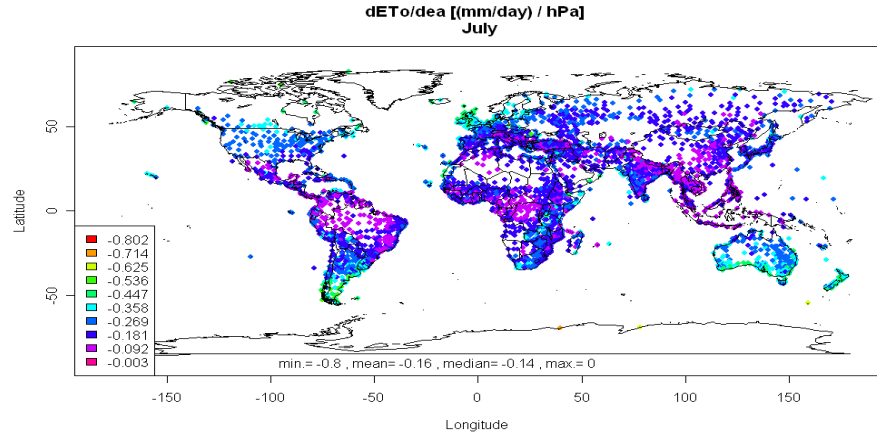 dETo/dea [(mm/day) / hPa]
July
Latitude
50
0
-50
-0.802
-0.714
-0.625
-0.536
-0.447
-0.358
-0.269
-0.181
-0.092
-0.003
min.= -0.8 , mean= -0.16 , median= -0.14 , max.= 0
-150 -100 -50 0 50 100 150
Longitude